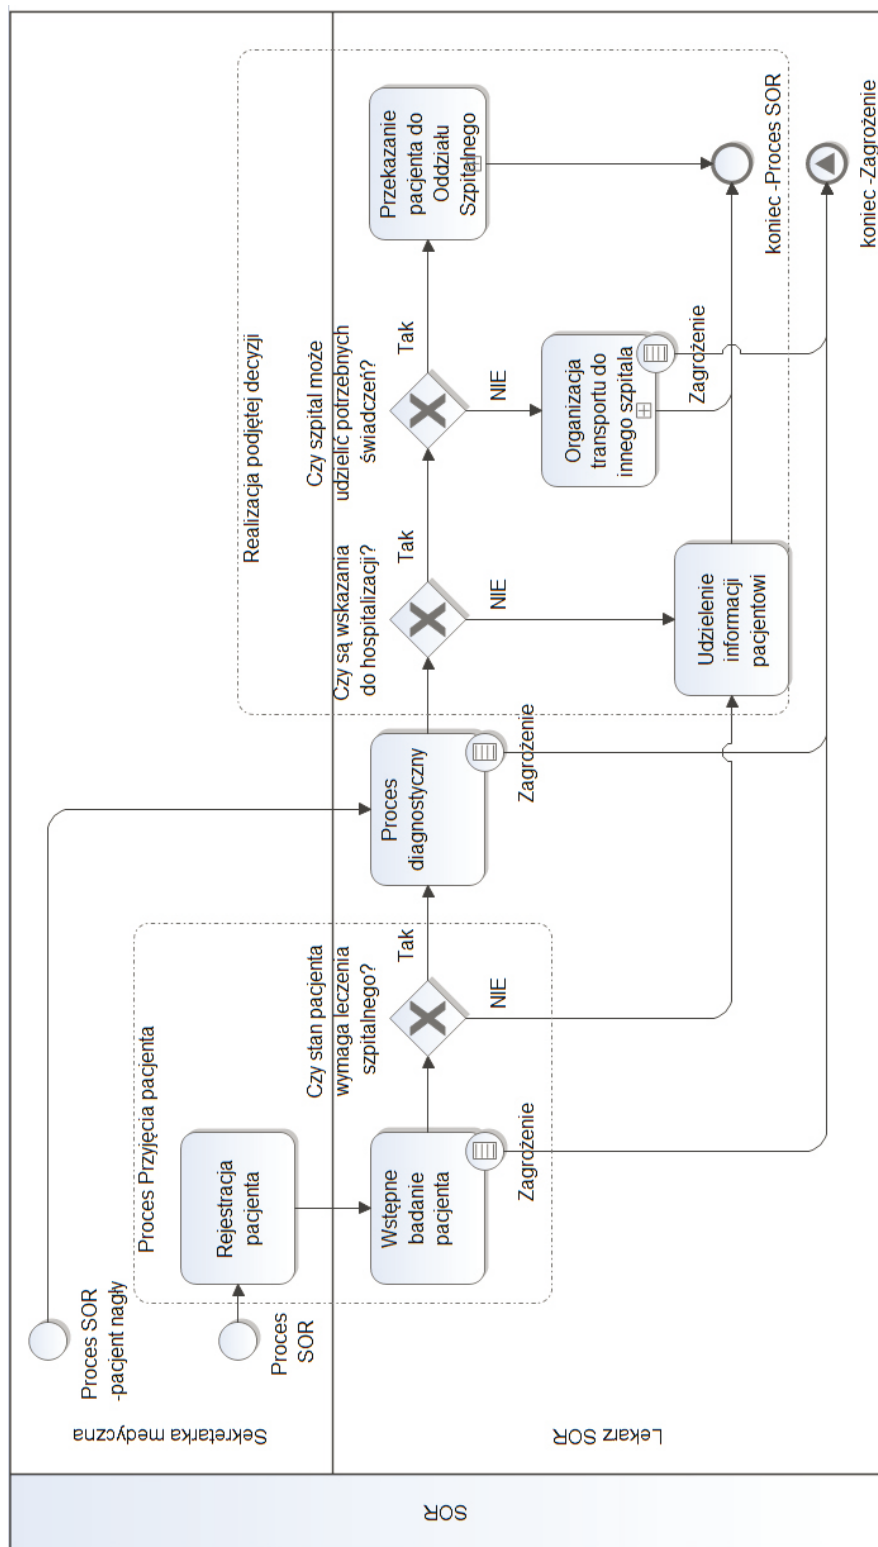 SOR
Sekretarka medyczna
Lekarz SOR
Proces SOR
-pacjent nagły
Proces
SOR
Proces Przyjęcia pacjenta
Rejestracja
pacjenta
Wstępne
badanie
pacjenta
Zagrożenie
Czy stan pacjenta
wymaga leczenia
szpitalnego?
Tak
NIE
Proces
diagnostyczny
Zagrożenie
Realizacja podjętej decyzji
Czy są wskazania
do hospitalizacji?
Tak
NIE
Udzielenie
informacji
pacjentowi
Czy szpital może
udzielić potrzebnych
świadczeń?
Tak
NIE
Organizacja
transportu do
innego szpitala
Zagrożenie
Przekazanie
pacjenta do
Oddziału
Szpitalnego
koniec -Proces SOR
koniec -Zagrożenie